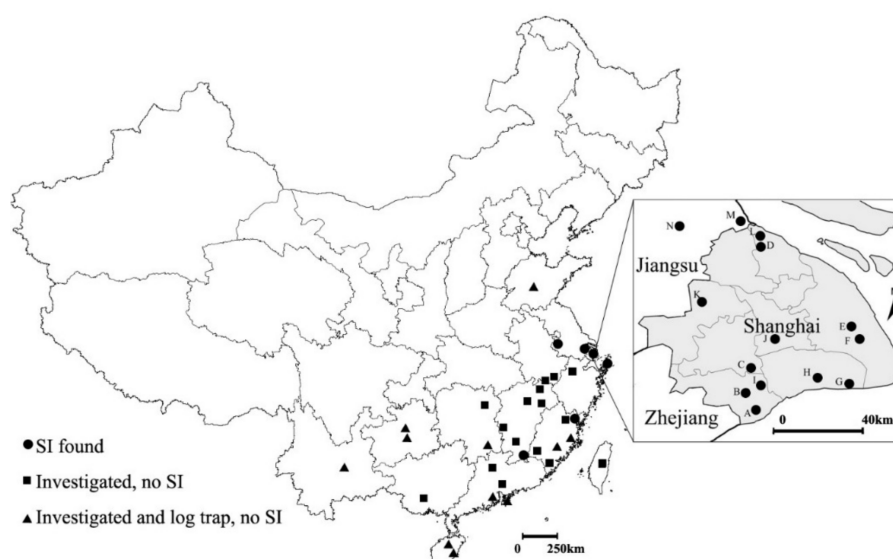 M
N
L
D
Jiangsu
K
Shanghai
E
J
F
C
H
I
G
B
Zhejiang
A
0 40km
SI found
Investigated, no SI
Investigated and log trap, no SI
0 250km